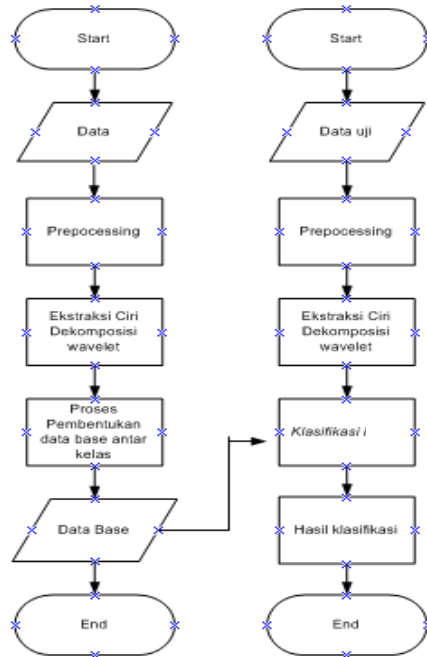 Start
Data
Prepocessing
Ekstraksi Ciri
Dekomposisi
wavelet
Proses
Pembentukan
data base antar
kelas
Data Base
End
Start
Data uji
Prepocessing
Ekstraksi Ciri
Dekomposisi
wavelet
Klasifikasi i
Hasil klasifikasi
End